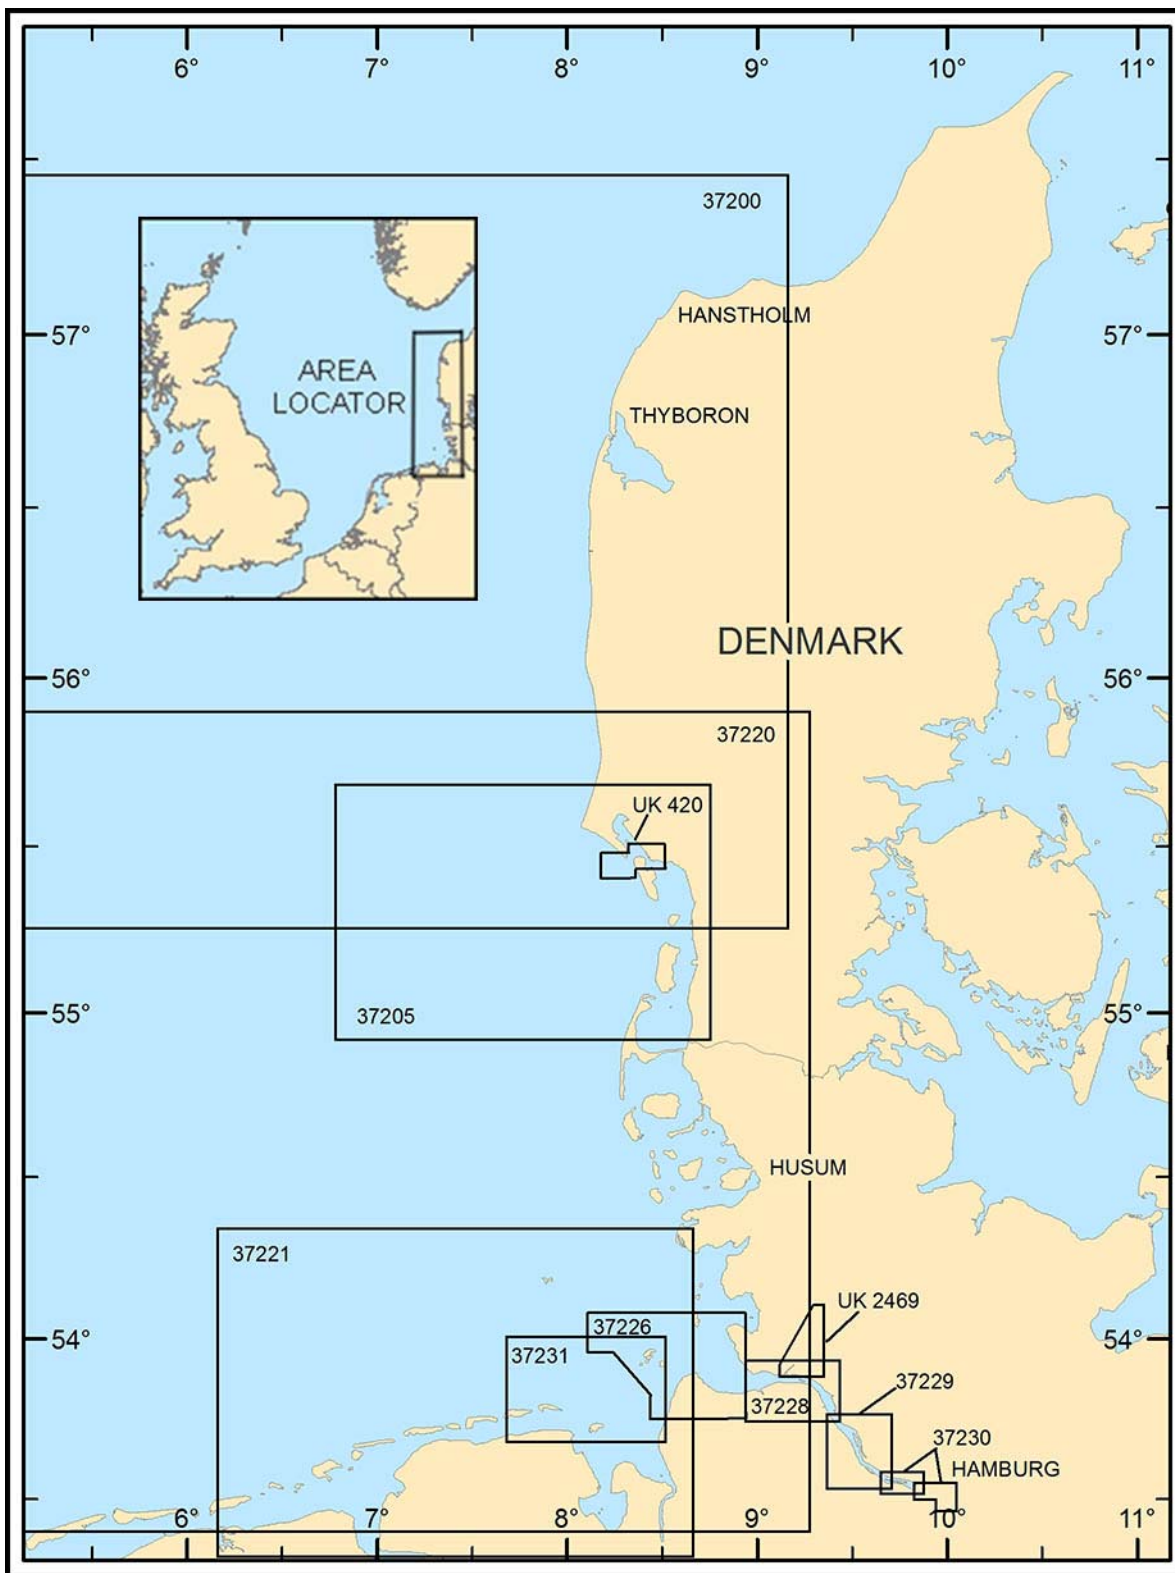 6° 7° 8° 9° 10° 11°
37200
57° HANSTHOLM 57°
AREA
LOCATOR
THYBORON
DENMARK
56° 56°
37220
UK 420
55° 37205 55°
HUSUM
37221
UK 2469
54° 37226 54°
37231
37229
37228
37230
HAMBURG
6° 7° 8° 9° 10° 11°